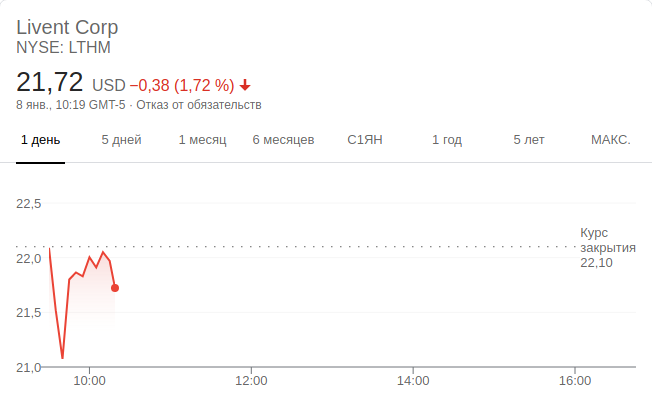 Livent Corp
NYSE: LTHM
21,72 USD −0,38 (1,72 %)
8 янв., 10:19 GMT-5 · Отказ от обязательств
1 день 5 дней 1 месяц 6 месяцев С1ЯН 1 год 5 лет МАКС.
22,5
Курс
закрытия
22,10
22,0
21,5
21,0
10:00 12:00 14:00 16:00